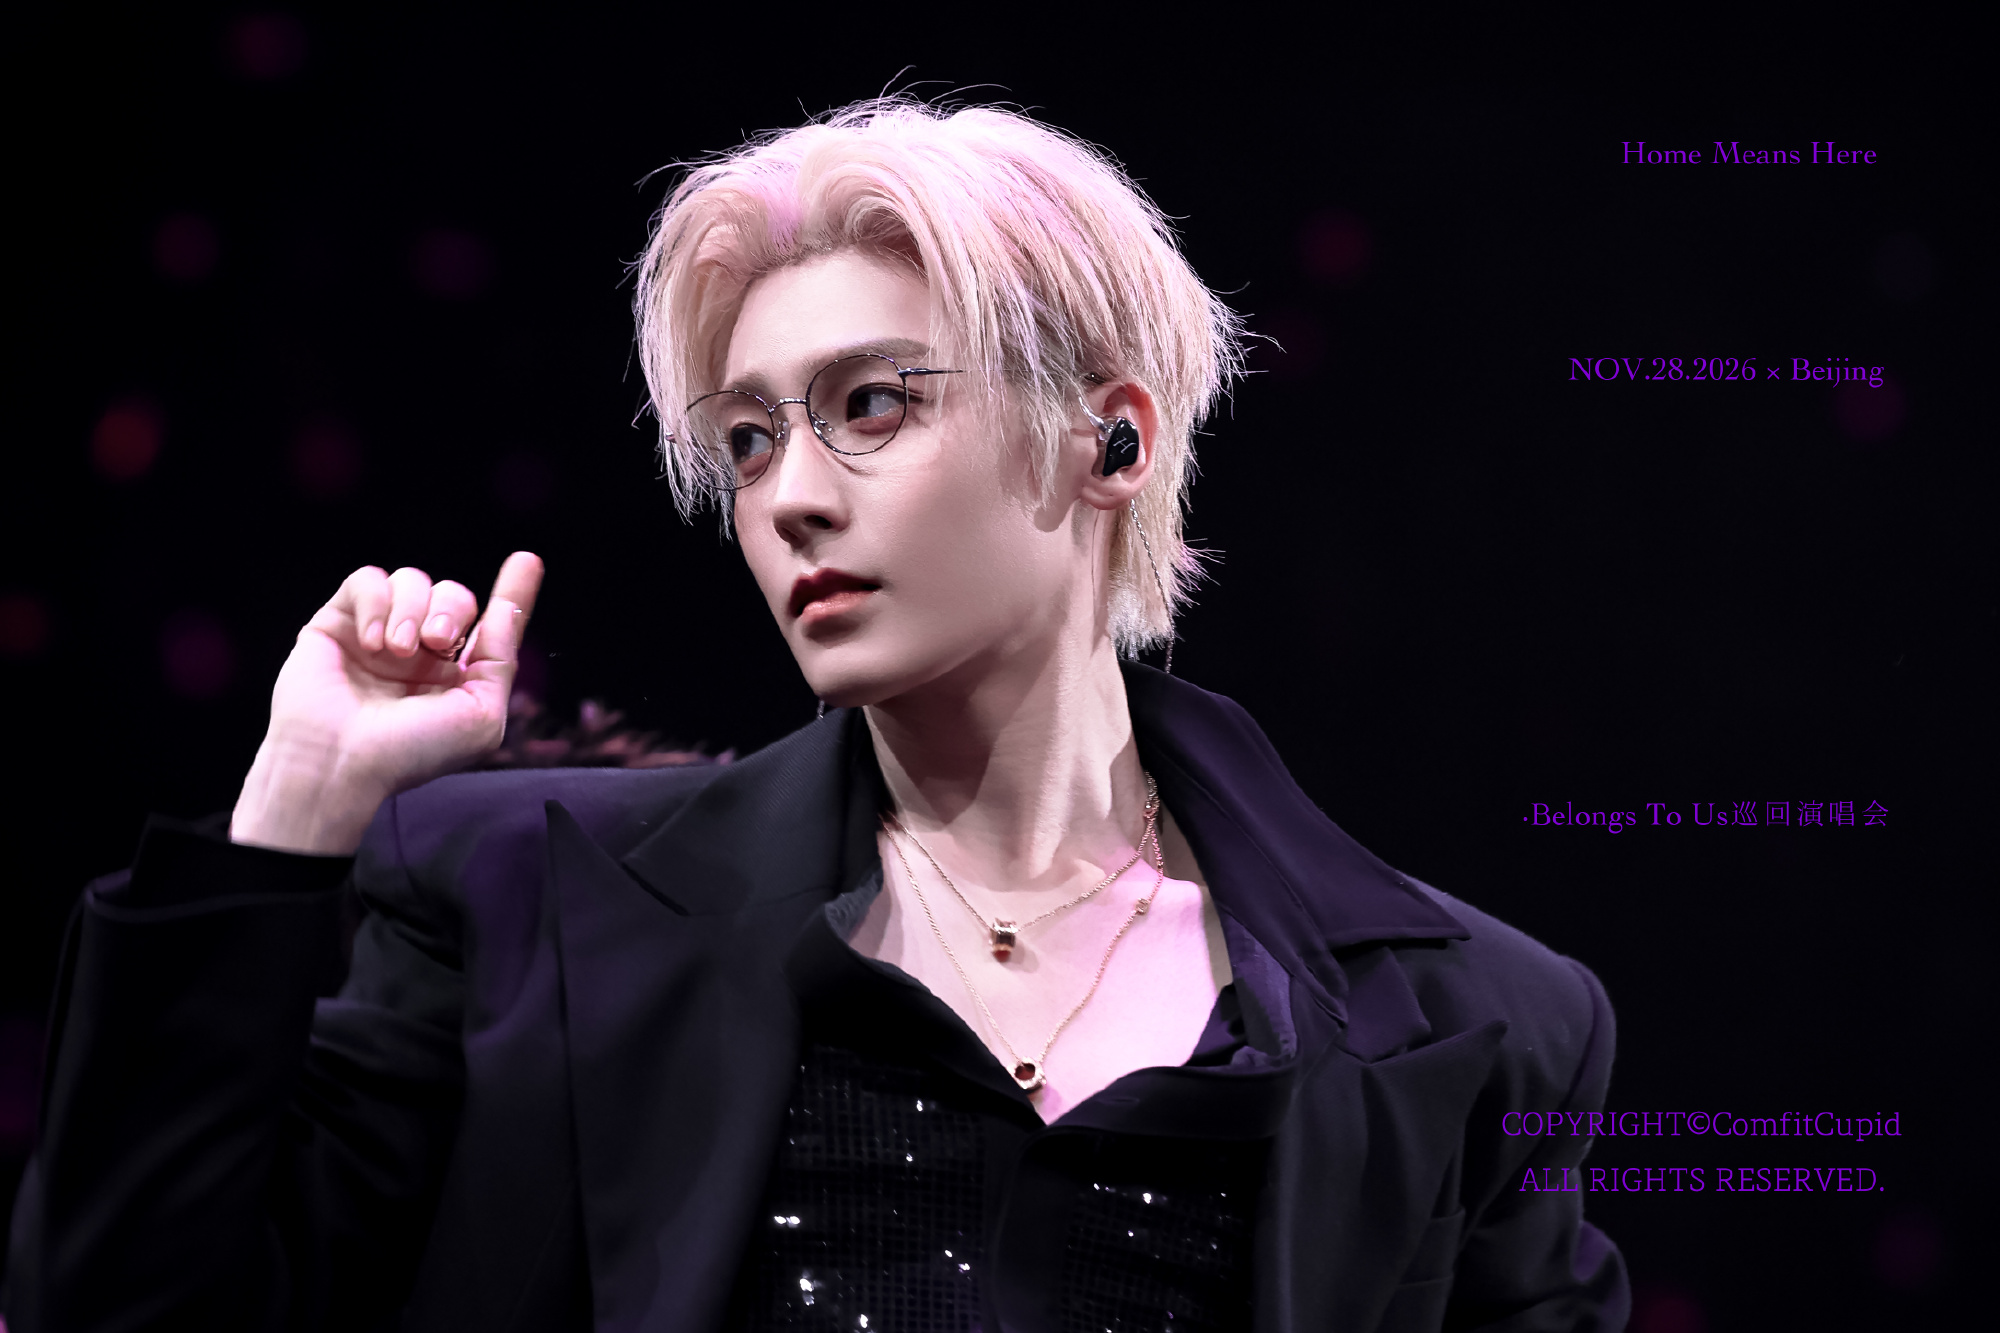 Home Means Here
NOV.28.2026 × Beijing
·Belongs To Us巡回演唱会
COPYRIGHT©ComfitCupid
ALL RIGHTS RESERVED.